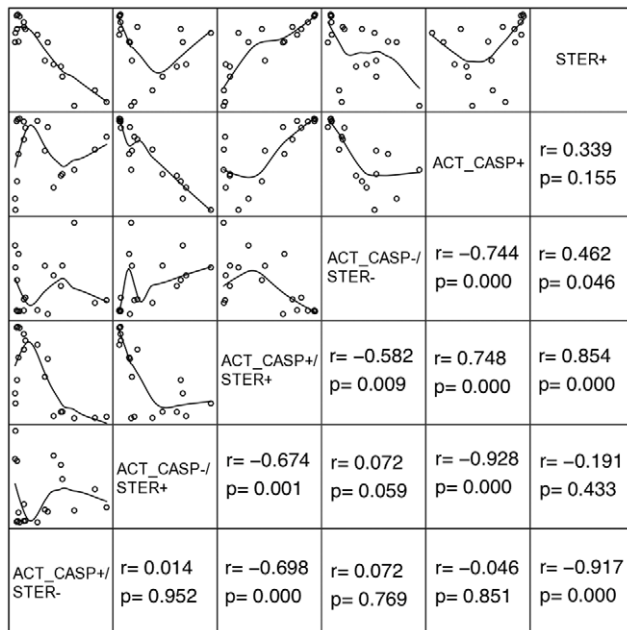 STER+
ACT_CASP+
r= 0.339
p= 0.155
ACT_CASP-/
STER-
r= −0.744
p= 0.000
r= 0.462
p= 0.046
ACT_CASP+/
STER+
r= −0.582
p= 0.009
r= 0.748
p= 0.000
r= 0.854
p= 0.000
ACT_CASP-/
STER+
r= −0.674
p= 0.001
r= 0.072
p= 0.059
r= −0.928
p= 0.000
r= −0.191
p= 0.433
ACT_CASP+/
STER-
r= 0.014
p= 0.952
r= −0.698
p= 0.000
r= 0.072
p= 0.769
r= −0.046
p= 0.851
r= −0.917
p= 0.000